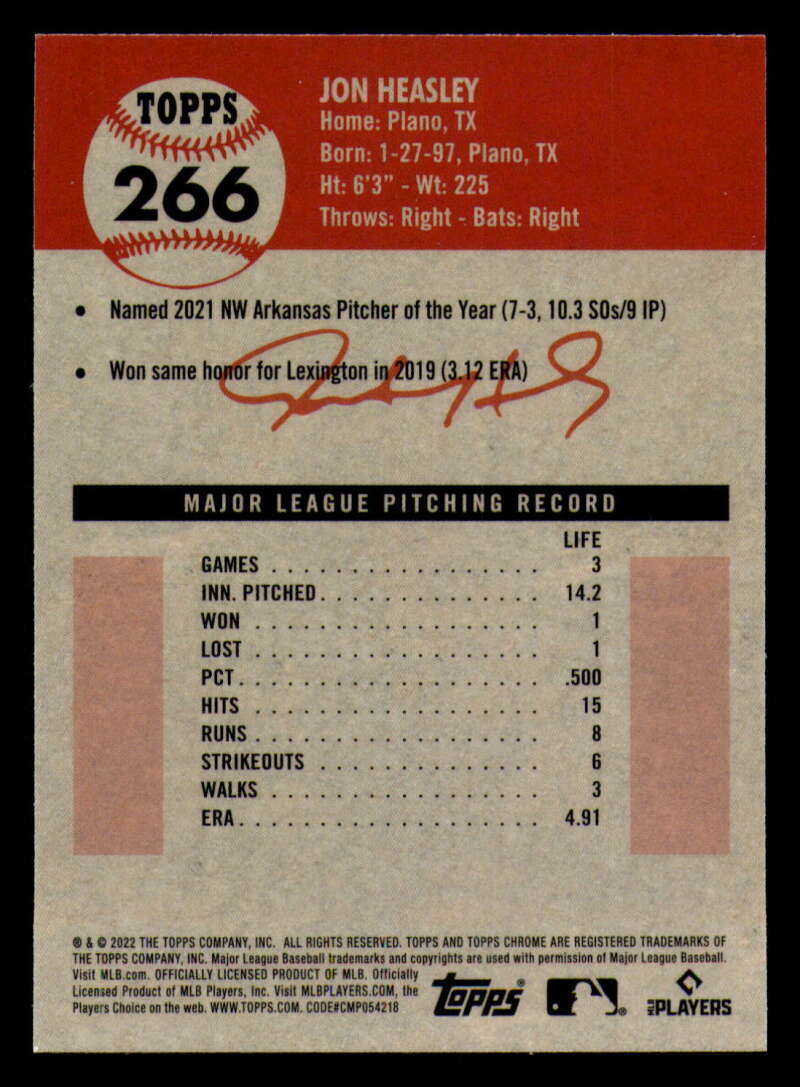 TOPPS
266
JON HEASLEY
Home: Plano, TX
Born: 1-27-97, Plano, TX
Ht: 6'3" - Wt: 225
Throws: Right - Bats: Right
• Named 2021 NW Arkansas Pitcher of the Year (7-3, 10.3 SOs/9 IP)
• Won same honor for Lexington in 2019 (3.12 ERA)
MAJOR LEAGUE PITCHING RECORD
LIFE
GAMES . . . . . . . . . . . . . . . . . 3
INN. PITCHED . . . . . . . . . . . . . . 14.2
WON . . . . . . . . . . . . . . . . . . 1
LOST . . . . . . . . . . . . . . . . . . 1
PCT . . . . . . . . . . . . . . . . . . . .500
HITS . . . . . . . . . . . . . . . . . . 15
RUNS . . . . . . . . . . . . . . . . . . 8
STRIKEOUTS . . . . . . . . . . . . . . 6
WALKS . . . . . . . . . . . . . . . . . 3
ERA . . . . . . . . . . . . . . . . . . . 4.91
® & © 2022 THE TOPPS COMPANY, INC. ALL RIGHTS RESERVED. TOPPS AND TOPPS CHROME ARE REGISTERED TRADEMARKS OF
THE TOPPS COMPANY, INC. Major League Baseball trademarks and copyrights are used with permission of Major League Baseball.
Visit MLB.com. OFFICIALLY LICENSED PRODUCT OF MLB. Officially
Licensed Product of MLB Players, Inc. Visit MLBPLAYERS.COM, the
Players Choice on the web. WWW.TOPPS.COM. CODE#CMP054218
Topps®
MLB PLAYERS